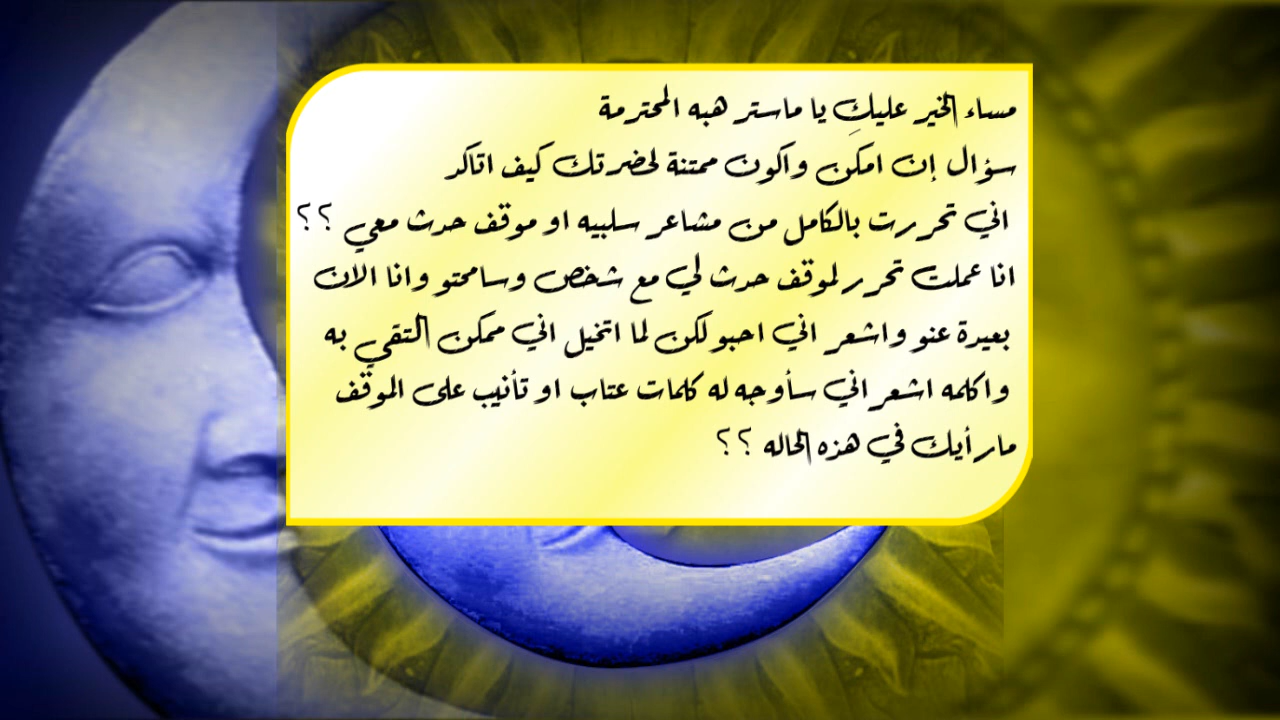 مساء الخير عليكِ يا ماستر هبه المحترمة
سؤال إن امكن واكون ممتنة لحضرتك كيف اتاكد
اني تحررت بالكامل من مشاعر سلبيه او موقف حدث معي ؟؟
انا عملت تحرر لموقف حدث لي مع شخص وسامحتو وانا الان
بعيدة عنو واشعر اني احبو لكن لما اتخيل اني ممكن التقي به
واكلمه اشعر اني سأوجه له كلمات عتاب او تأنيب على الموقف
مارأيك في هذه الحاله ؟؟